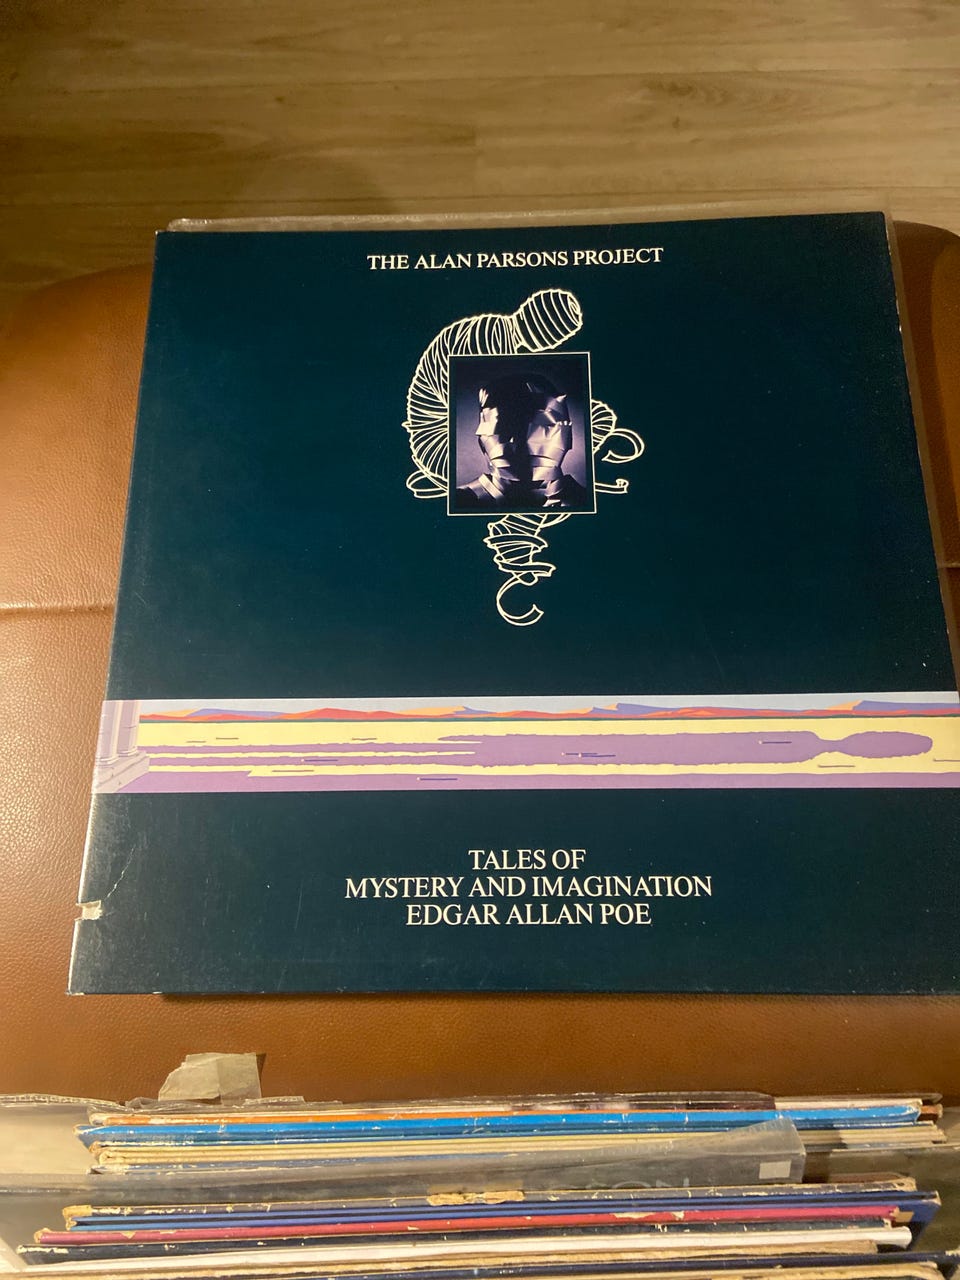 THE ALAN PARSONS PROJECT
TALES OF
MYSTERY AND IMAGINATION
EDGAR ALLAN POE